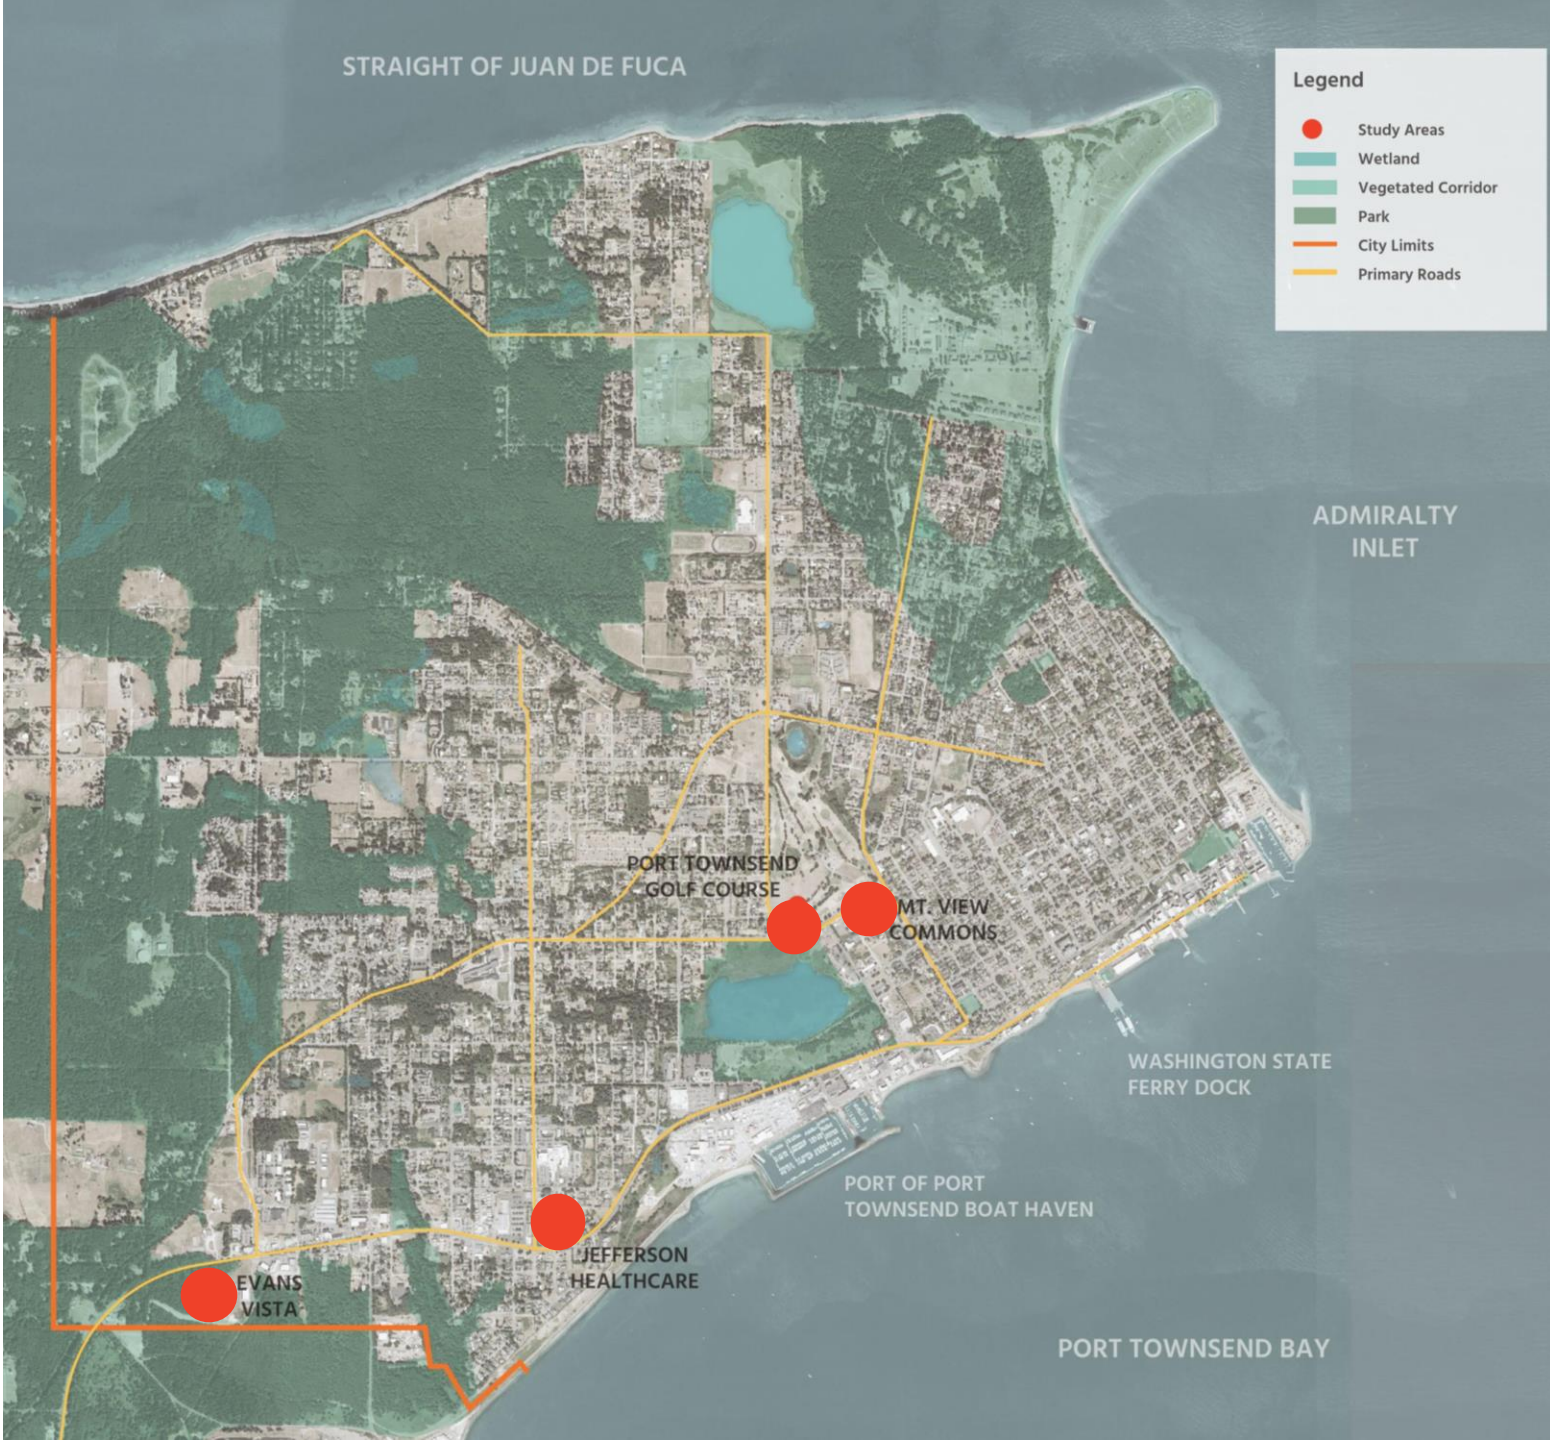 STRAIGHT OF JUAN DE FUCA
Legend
Study Areas
Wetland
Vegetated Corridor
Park
City Limits
Primary Roads
ADMIRALTY
INLET
PORT TOWNSEND
GOLF COURSE
MT. VIEW
COMMONS
WASHINGTON STATE
FERRY DOCK
PORT OF PORT
TOWNSEND BOAT HAVEN
JEFFERSON
HEALTHCARE
EVANS
VISTA
PORT TOWNSEND BAY